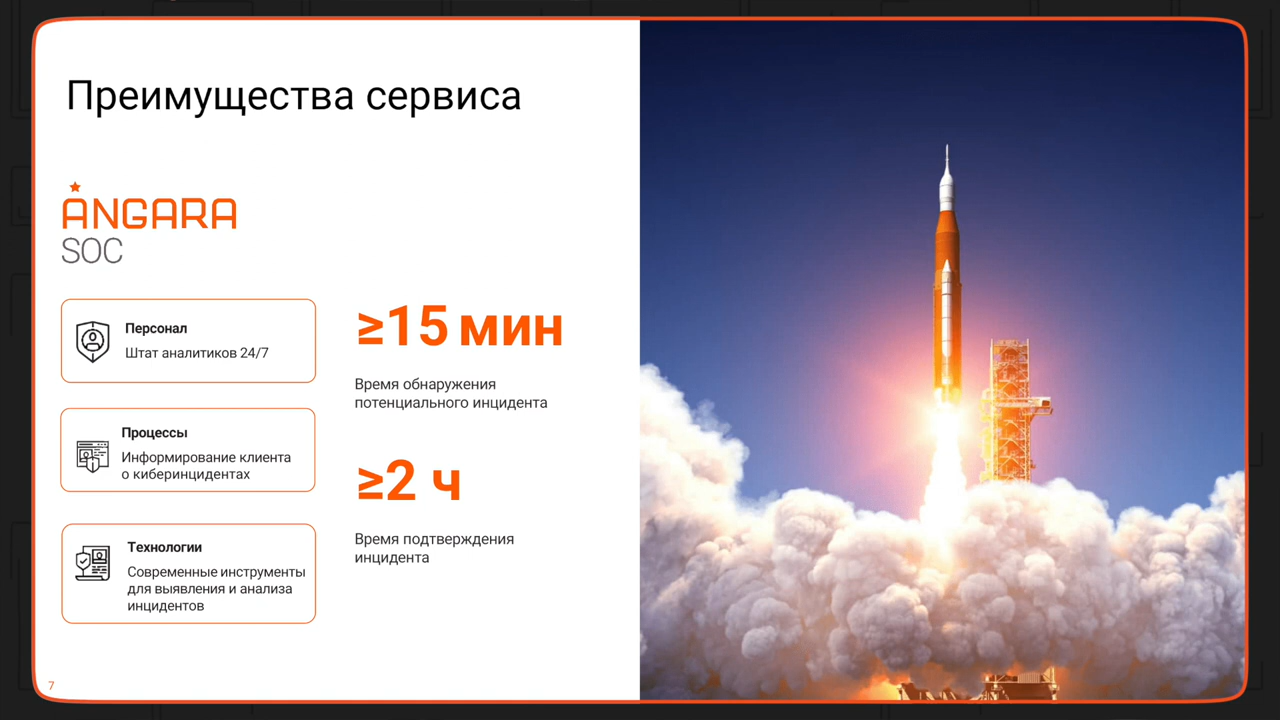 Преимущества сервиса
ANGARA
SOC
Персонал
Штат аналитиков 24/7
Процессы
Информирование клиента
о киберинцидентах
Технологии
Современные инструменты
для выявления и анализа
инцидентов
≥15 мин
Время обнаружения
потенциального инцидента
≥2 ч
Время подтверждения
инцидента
7